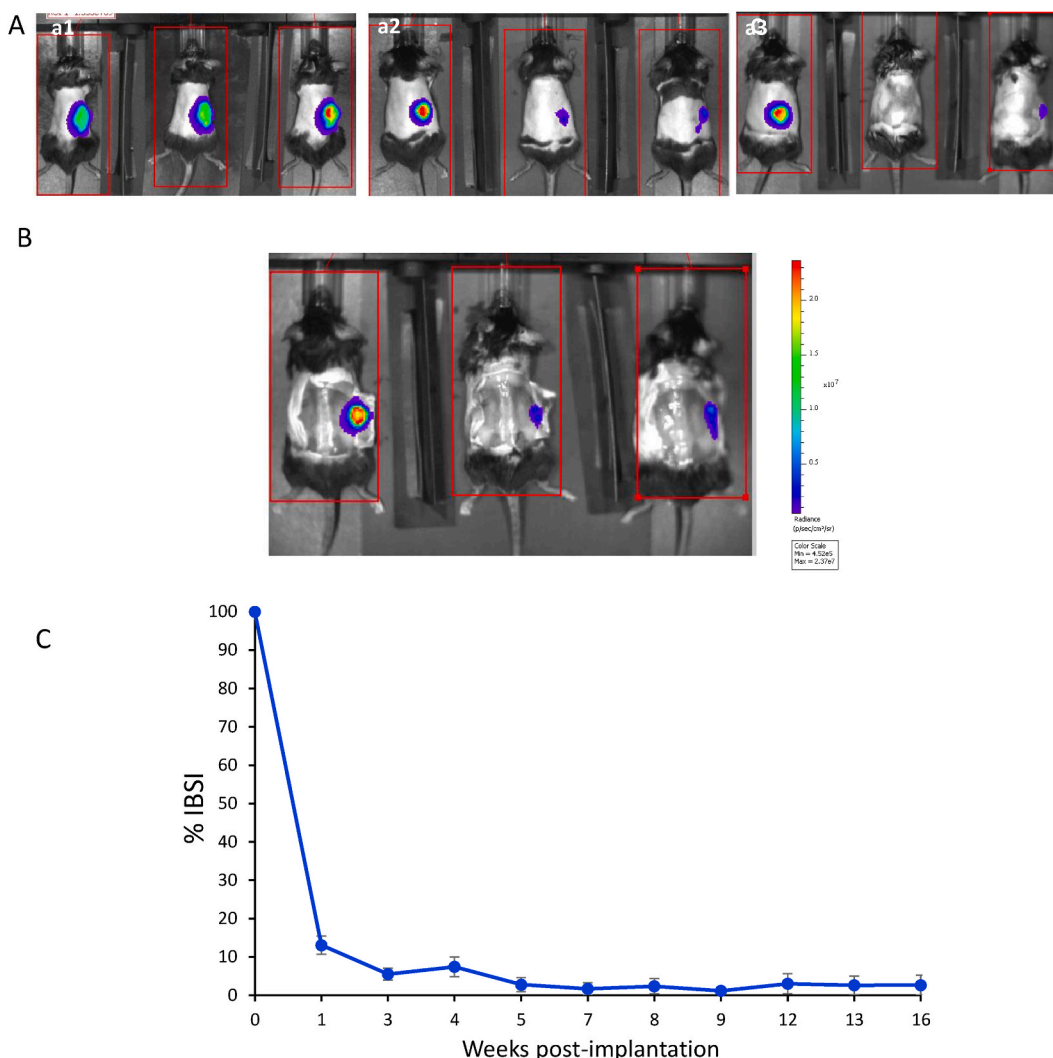 A
a1
a2
a3
B
2.0
1.5
x10⁷
1.0
0.5
Radiance
(p/sec/cm²/sr)
Color Scale
Min = 4.52e5
Max = 2.37e7
C
100
90
80
70
60
50
40
30
20
10
0
% IBSI
0 1 3 4 5 7 8 9 12 13 16
Weeks post-implantation